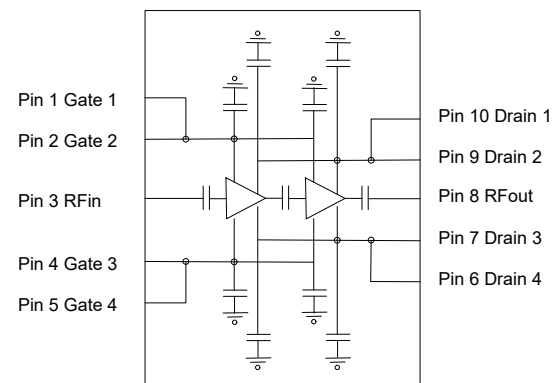 Pin 1 Gate 1
Pin 2 Gate 2
Pin 3 RFin
Pin 4 Gate 3
Pin 5 Gate 4
Pin 10 Drain 1
Pin 9 Drain 2
Pin 8 RFout
Pin 7 Drain 3
Pin 6 Drain 4